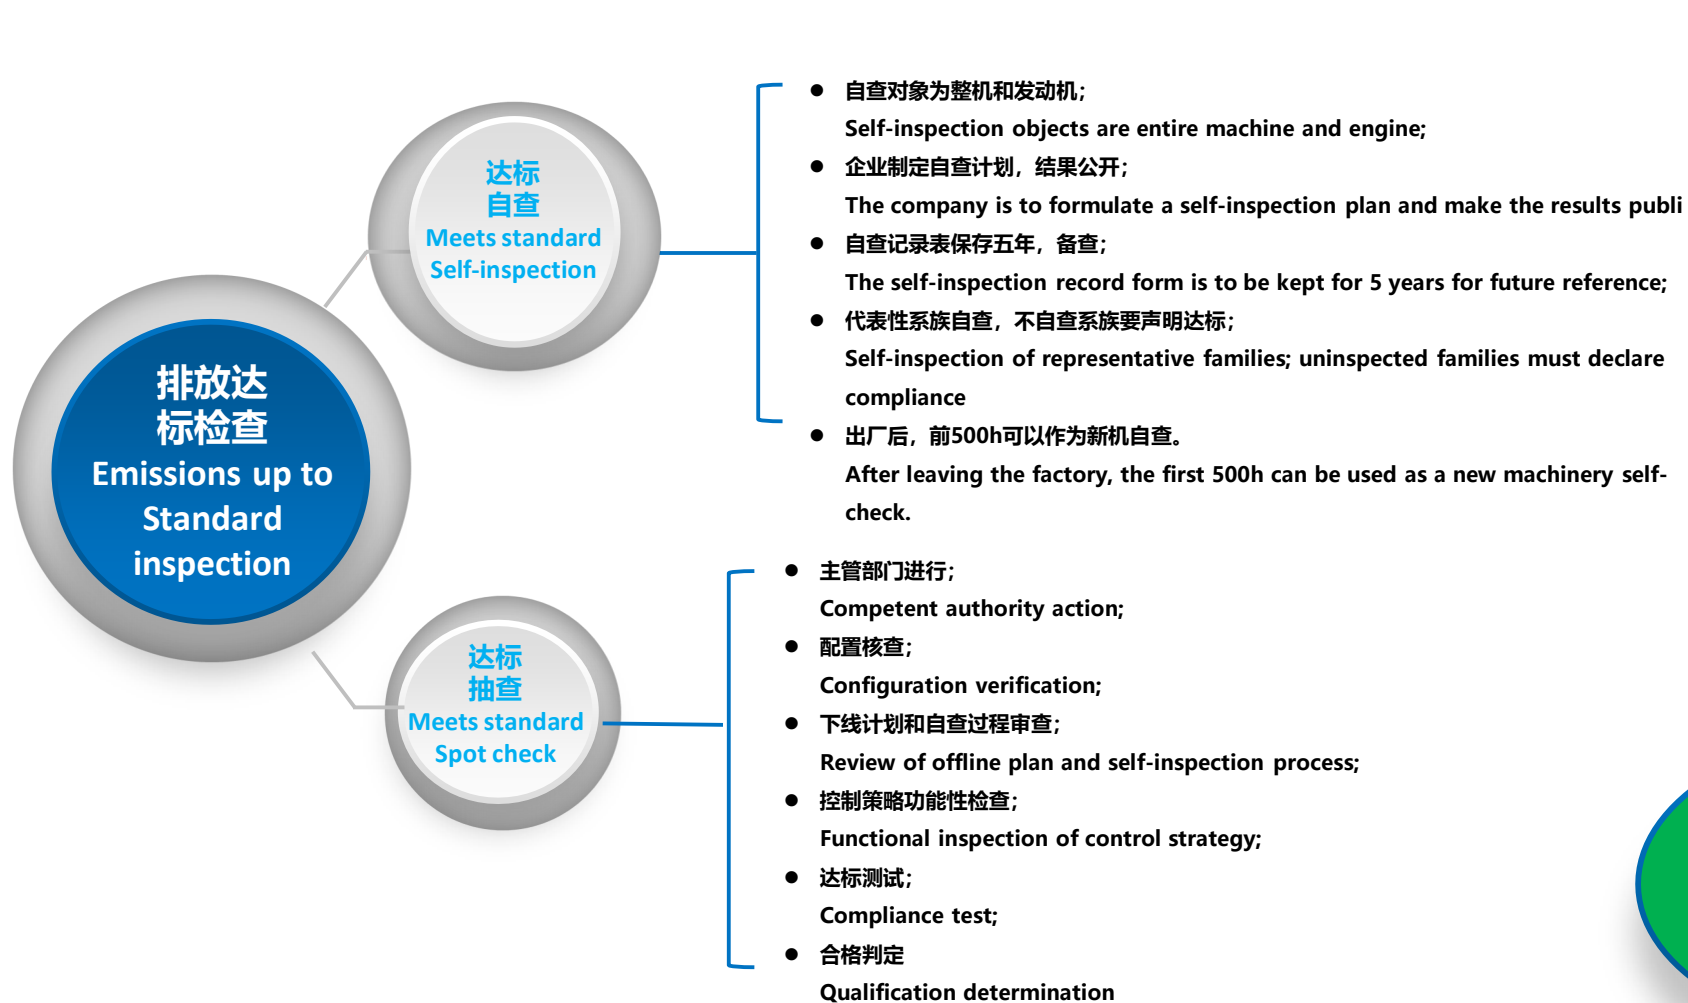 排放达
标检查
Emissions up to
Standard
inspection
达标
自查
Meets standard
Self-inspection
自查对象为整机和发动机；
Self-inspection objects are entire machine and engine;
企业制定自查计划，结果公开；
The company is to formulate a self-inspection plan and make the results publi
自查记录表保存五年，备查；
The self-inspection record form is to be kept for 5 years for future reference;
代表性系族自查，不自查系族要声明达标；
Self-inspection of representative families; uninspected families must declare
compliance
出厂后，前500h可以作为新机自查。
After leaving the factory, the first 500h can be used as a new machinery self-
check.
达标
抽查
Meets standard
Spot check
主管部门进行；
Competent authority action;
配置核查；
Configuration verification;
下线计划和自查过程审查；
Review of offline plan and self-inspection process;
控制策略功能性检查；
Functional inspection of control strategy;
达标测试；
Compliance test;
合格判定
Qualification determination